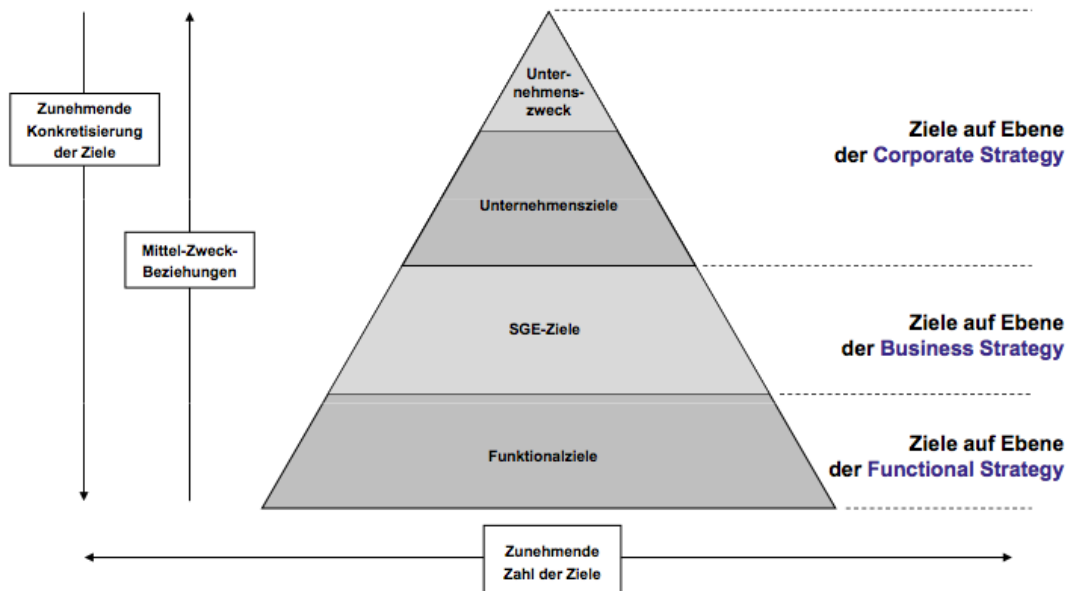 Unter-
nehmens-
zweck
Zunehmende
Konkretisierung
der Ziele
Ziele auf Ebene
der Corporate Strategy
Unternehmensziele
Mittel-Zweck-
Beziehungen
SGE-Ziele
Ziele auf Ebene
der Business Strategy
Funktionalziele
Ziele auf Ebene
der Functional Strategy
Zunehmende
Zahl der Ziele